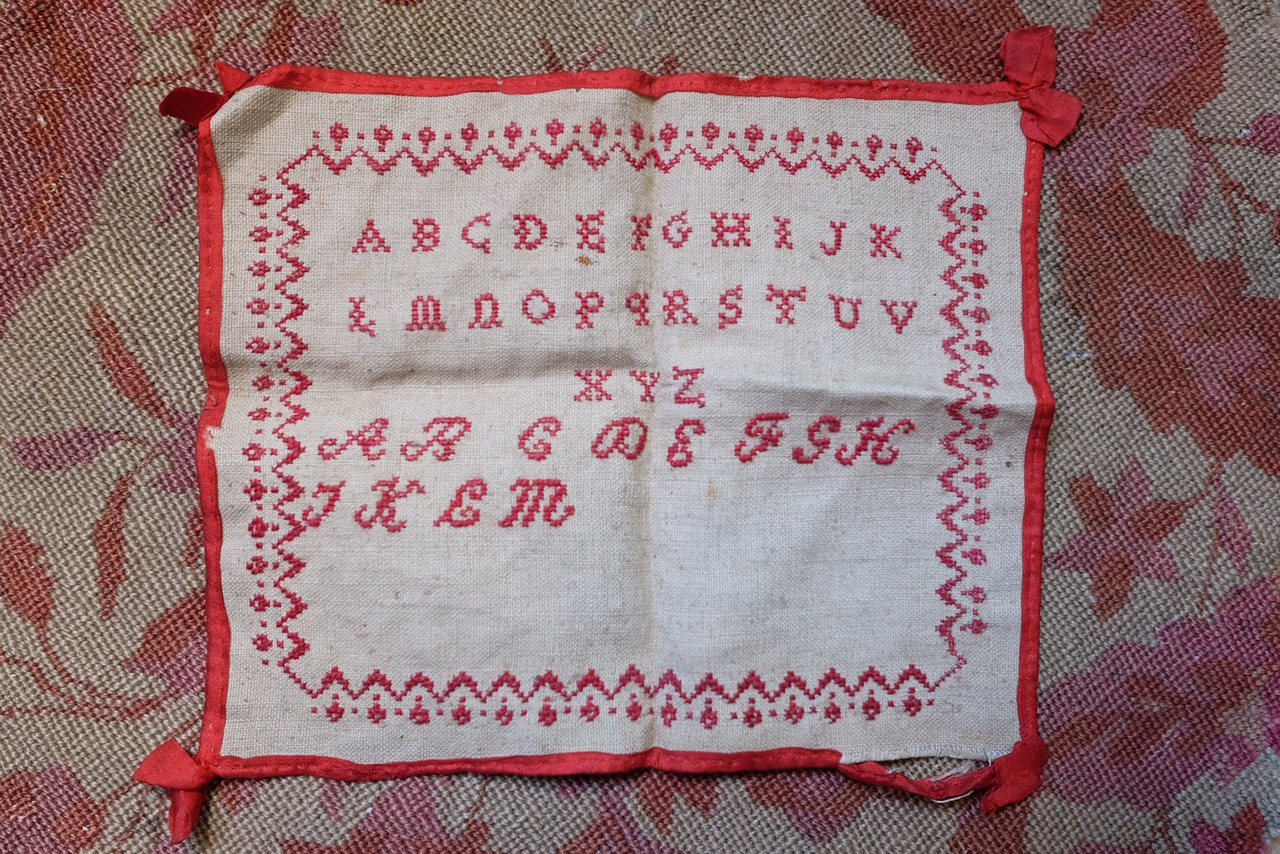 A B C D E F G H I J K
L M N O P Q R S T U V
X Y Z
A B C D E F G H
I K L M